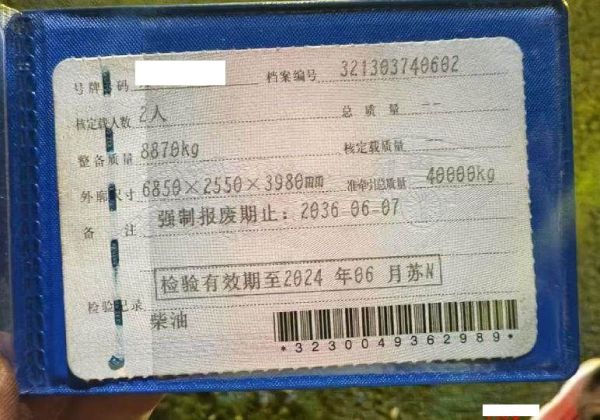 号牌号码 档案编号 321303740602
核定载人数 2人 总质量 --
整备质量 8870kg 核定载质量 --
外廓尺寸 6850×2550×3980mm 准牵引总质量 40000kg
备注 强制报废期止：2036-06-07
检验有效期至2024 年06 月苏N
检验记录
柴油
*3230049362989*